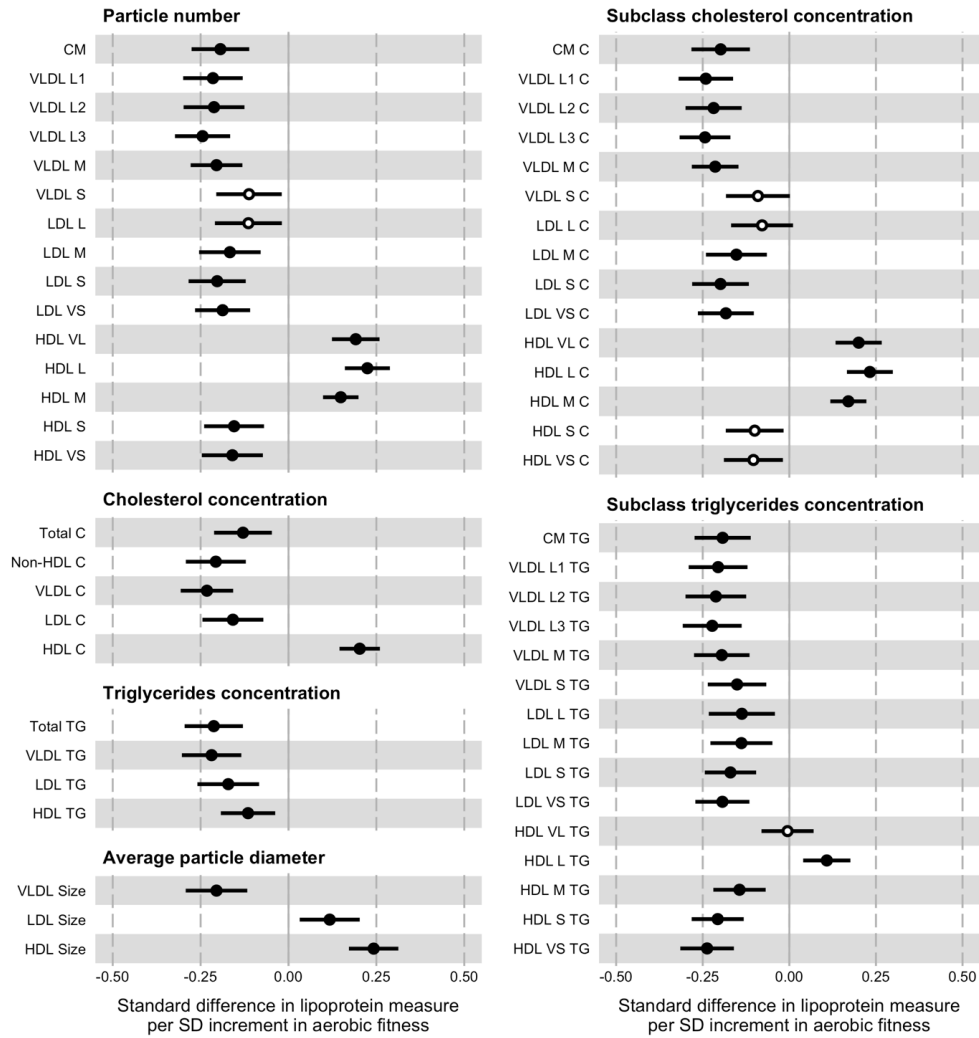 Particle number
CM
VLDL L1
VLDL L2
VLDL L3
VLDL M
VLDL S
LDL L
LDL M
LDL S
LDL VS
HDL VL
HDL L
HDL M
HDL S
HDL VS
Cholesterol concentration
Total C
Non-HDL C
VLDL C
LDL C
HDL C
Triglycerides concentration
Total TG
VLDL TG
LDL TG
HDL TG
Average particle diameter
VLDL Size
LDL Size
HDL Size
-0.50 -0.25 0.00 0.25 0.50
Standard difference in lipoprotein measure
per SD increment in aerobic fitness
Subclass cholesterol concentration
CM C
VLDL L1 C
VLDL L2 C
VLDL L3 C
VLDL M C
VLDL S C
LDL L C
LDL M C
LDL S C
LDL VS C
HDL VL C
HDL L C
HDL M C
HDL S C
HDL VS C
Subclass triglycerides concentration
CM TG
VLDL L1 TG
VLDL L2 TG
VLDL L3 TG
VLDL M TG
VLDL S TG
LDL L TG
LDL M TG
LDL S TG
LDL VS TG
HDL VL TG
HDL L TG
HDL M TG
HDL S TG
HDL VS TG
-0.50 -0.25 0.00 0.25 0.50
Standard difference in lipoprotein measure
per SD increment in aerobic fitness